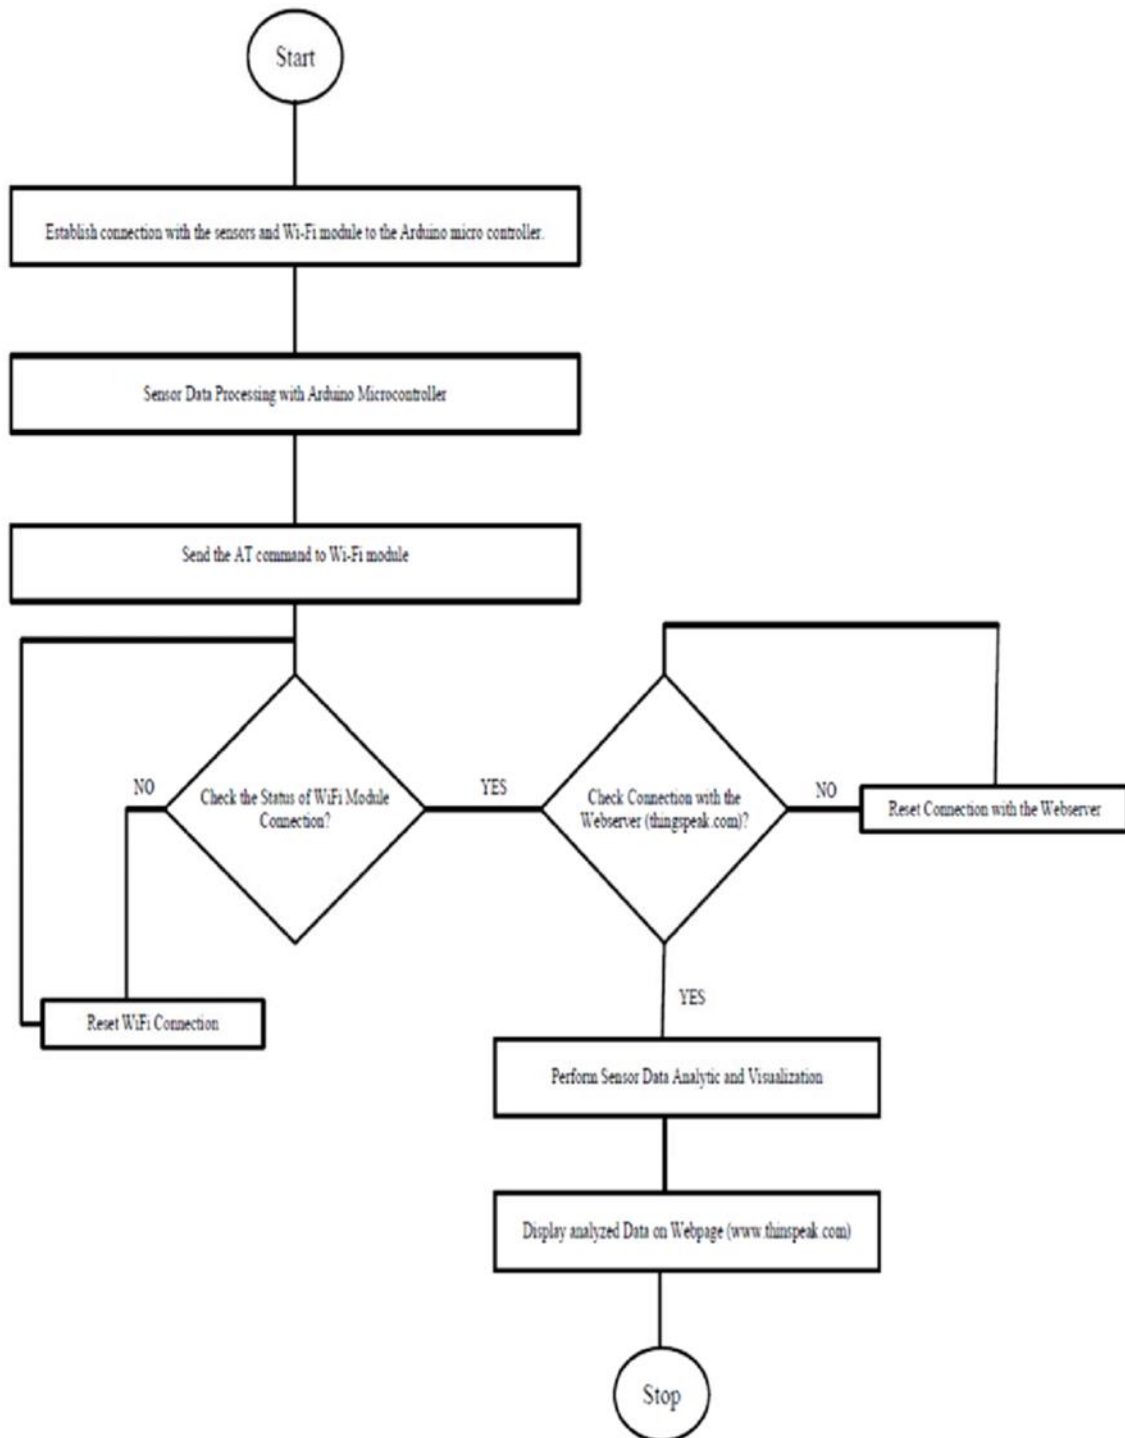 Start
Establish connection with the sensors and Wi-Fi module to the Arduino micro controller.
Sensor Data Processing with Arduino Microcontroller
Send the AT command to Wi-Fi module
NO
Check the Status of WiFi Module
Connection?
YES
Check Connection with the
Webserver (thingspeak.com)?
NO
Reset Connection with the Webserver
Reset WiFi Connection
YES
Perform Sensor Data Analytic and Visualization
Display analyzed Data on Webpage (www.thinspeak.com)
Stop